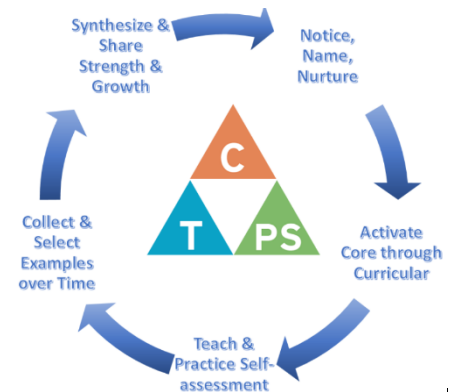 Synthesize &
Share
Strength &
Growth
Notice,
Name,
Nurture
Activate
Core through
Curricular
Teach &
Practice Self-
assessment
Collect &
Select
Examples
over Time
C
T
PS